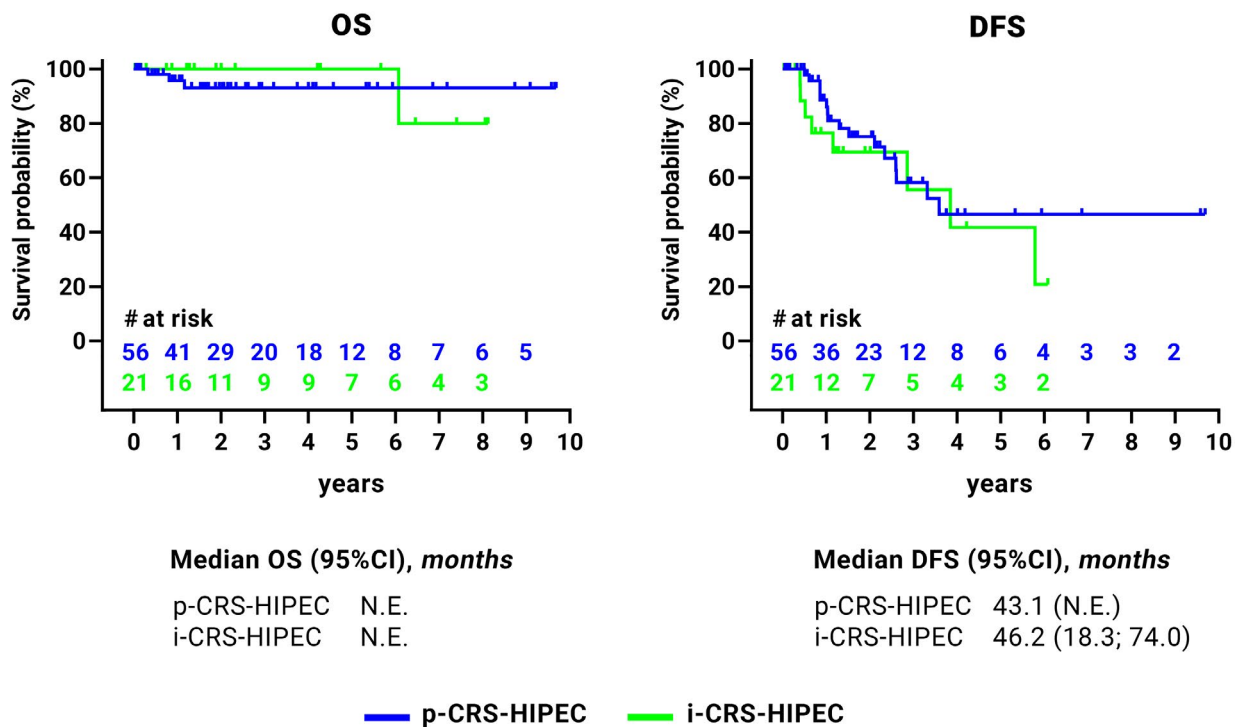 OS
Survival probability (%)
100
80
60
40
20
0
# at risk
56 41 29 20 18 12 8 7 6 5
21 16 11 9 9 7 6 4 3
0 1 2 3 4 5 6 7 8 9 10
years
Median OS (95%CI), months
p-CRS-HIPEC N.E.
i-CRS-HIPEC N.E.
DFS
Survival probability (%)
100
80
60
40
20
0
# at risk
56 36 23 12 8 6 4 3 3 2
21 12 7 5 4 3 2
0 1 2 3 4 5 6 7 8 9 10
years
Median DFS (95%CI), months
p-CRS-HIPEC 43.1 (N.E.)
i-CRS-HIPEC 46.2 (18.3; 74.0)
p-CRS-HIPEC i-CRS-HIPEC